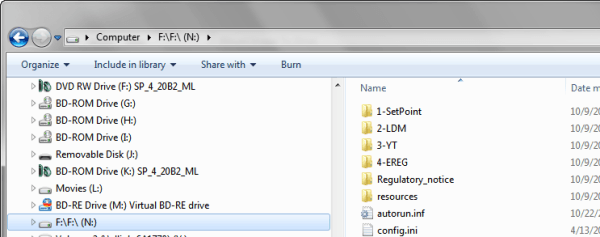 Computer F:\F:\ (N:)
Organize Include in library Share with Burn
DVD RW Drive (F:) SP_4_20B2_ML
BD-ROM Drive (G:)
BD-ROM Drive (H:)
BD-ROM Drive (I:)
Removable Disk (J:)
BD-ROM Drive (K:) SP_4_20B2_ML
Movies (L:)
BD-RE Drive (M:) Virtual BD-RE drive
F:\F:\ (N:)
Name Date m
1-SetPoint 10/9/20
2-LDM 10/9/20
3-YT 10/9/20
4-EREG 10/9/20
Regulatory_notice 10/9/20
resources 10/9/20
autorun.inf 10/22/
config.ini 4/13/20